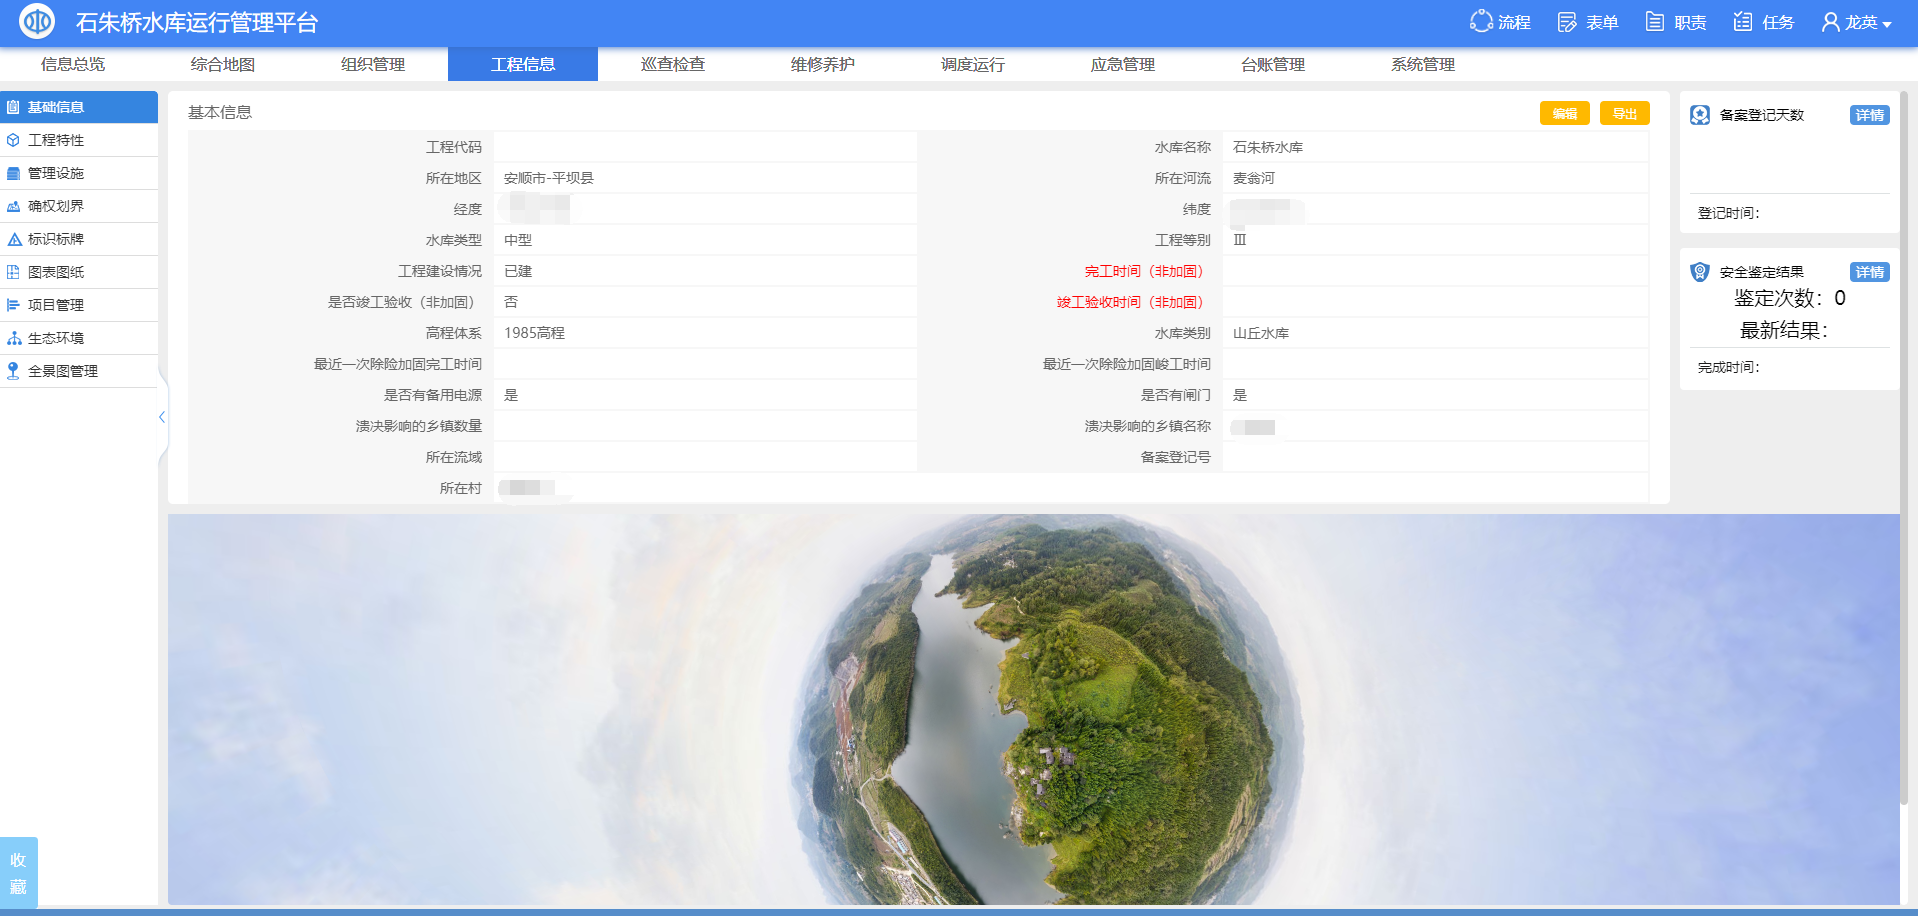 石朱桥水库运行管理平台
流程 表单 职责 任务 龙英
信息总览 综合地图 组织管理 工程信息 巡查检查 维修养护 调度运行 应急管理 台账管理 系统管理
基础信息
工程特性
管理设施
确权划界
标识标牌
图表图纸
项目管理
生态环境
全景图管理
收
藏
基本信息 编辑 导出
工程代码 水库名称 石朱桥水库
所在地区 安顺市-平坝县 所在河流 麦翁河
经度 纬度
水库类型 中型 工程等别 Ⅲ
工程建设情况 已建 完工时间（非加固）
是否竣工验收（非加固） 否 竣工验收时间（非加固）
高程体系 1985高程 水库类别 山丘水库
最近一次除险加固完工时间 最近一次除险加固峻工时间
是否有备用电源 是 是否有闸门 是
溃决影响的乡镇数量 溃决影响的乡镇名称
所在流域 备案登记号
所在村
备案登记天数 详情
登记时间：
安全鉴定结果 详情
鉴定次数：0
最新结果：
完成时间：